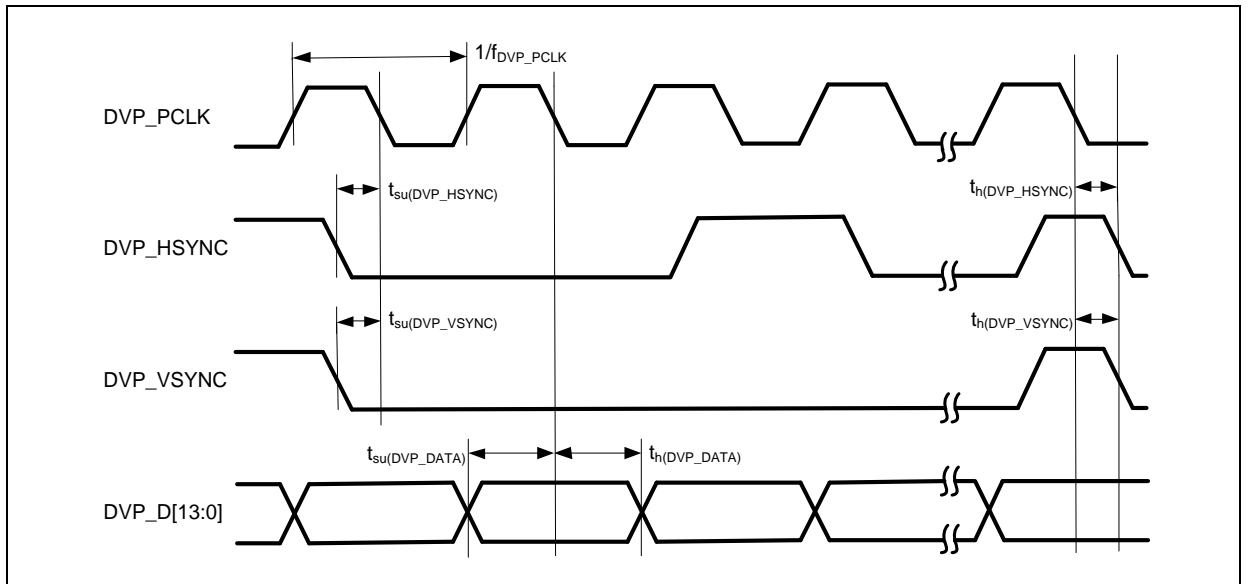 1/fDVP_PCLK
DVP_PCLK
tsu(DVP_HSYNC)
th(DVP_HSYNC)
DVP_HSYNC
tsu(DVP_VSYNC)
th(DVP_VSYNC)
DVP_VSYNC
tsu(DVP_DATA)
th(DVP_DATA)
DVP_D[13:0]